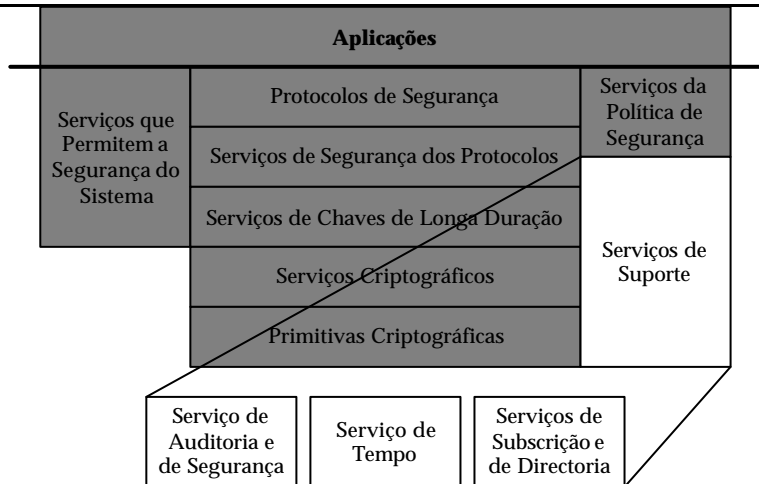 Aplicações
Serviços que
Permitem a
Segurança do
Sistema
Protocolos de Segurança
Serviços de Segurança dos Protocolos
Serviços de Chaves de Longa Duração
Serviços Criptográficos
Primitivas Criptográficas
Serviços da
Política de
Segurança
Serviços de
Suporte
Serviço de
Auditoria e
de Segurança
Serviço de
Tempo
Serviços de
Subscrição e
de Directoria